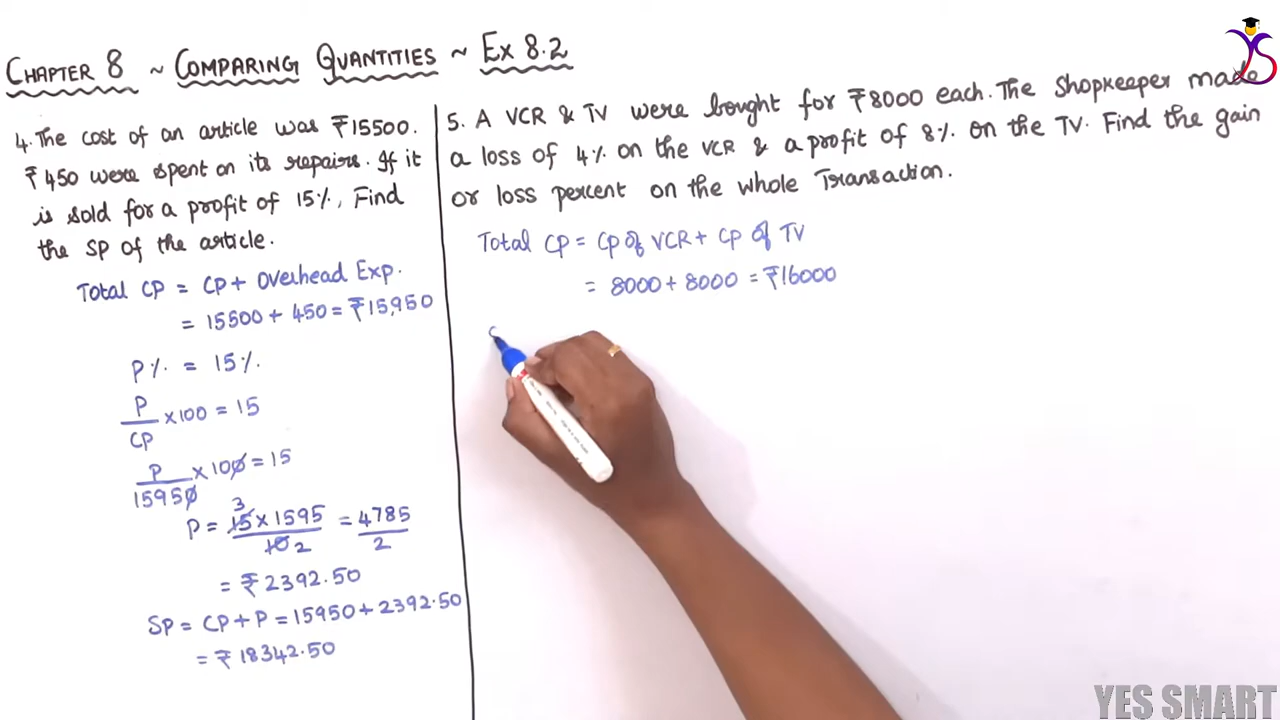 CHAPTER 8 ~ COMPARING QUANTITIES ~ Ex 8.2
4. The cost of an article was ₹15500.
₹450 were spent on its repairs. If it
is sold for a profit of 15%, Find
the SP of the article.
Total CP = CP + Overhead Exp.
= 15500 + 450 = ₹15,950
P% = 15%.
P/CP × 100 = 15
P/15950 × 100 = 15
P = 15 × 1595 / 10 = 4785/2
3 2
= ₹2392.50
SP = CP + P = 15950 + 2392.50
= ₹18342.50
5. A VCR & TV were bought for ₹8000 each. The Shopkeeper made
a loss of 4% on the VCR & a profit of 8% on the TV. Find the gain
or loss percent on the whole Transaction.
Total CP = CP of VCR + CP of TV
= 8000 + 8000 = ₹16000
YES SMART